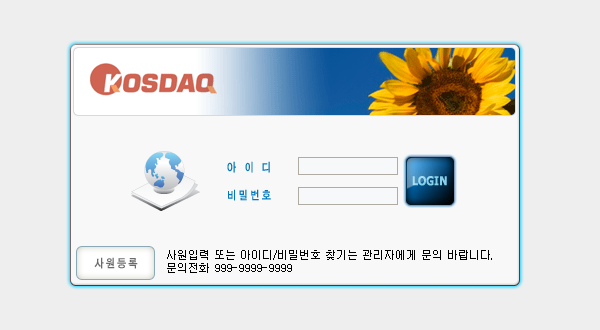 KOSDAQ
아 이 디
비밀번호
LOGIN
사원등록
사원입력 또는 아이디/비밀번호 찾기는 관리자에게 문의 바랍니다.
문의전화 999-9999-9999